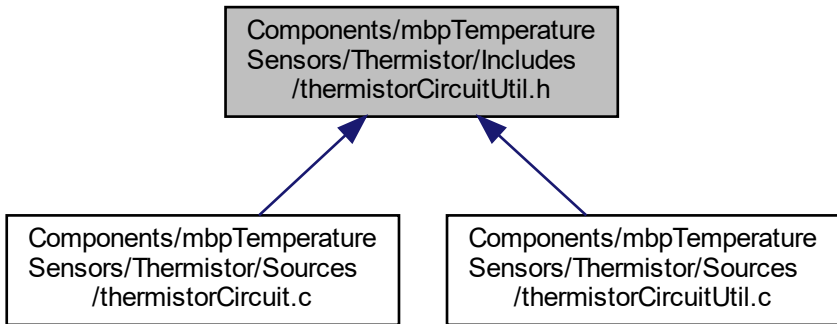 Components/mbpTemperature
Sensors/Thermistor/Includes
/thermistorCircuitUtil.h
Components/mbpTemperature
Sensors/Thermistor/Sources
/thermistorCircuit.c
Components/mbpTemperature
Sensors/Thermistor/Sources
/thermistorCircuitUtil.c